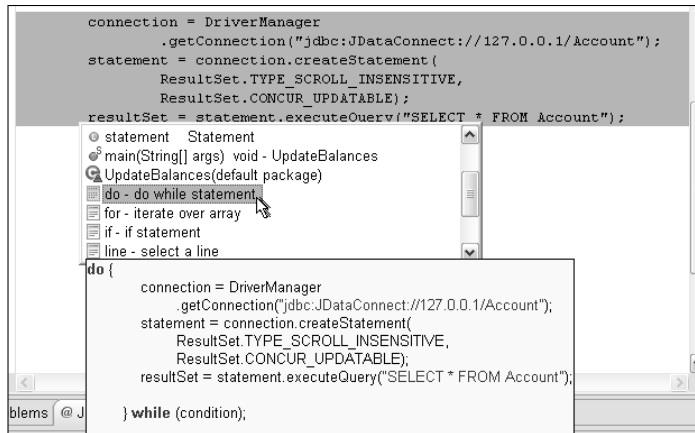 connection = DriverManager
.getConnection("jdbc:JDataConnect://127.0.0.1/Account");
statement = connection.createStatement(
ResultSet.TYPE_SCROLL_INSENSITIVE,
ResultSet.CONCUR_UPDATABLE);
resultSet = statement.executeQuery("SELECT * FROM Account");
statement Statement
S main(String[] args) void - UpdateBalances
UpdateBalances(default package)
do - do while statement
for - iterate over array
if - if statement
line - select a line
do {
connection = DriverManager
.getConnection("jdbc:JDataConnect://127.0.0.1/Account");
statement = connection.createStatement(
ResultSet.TYPE_SCROLL_INSENSITIVE,
ResultSet.CONCUR_UPDATABLE);
resultSet = statement.executeQuery("SELECT * FROM Account");
} while (condition);
blems @ J